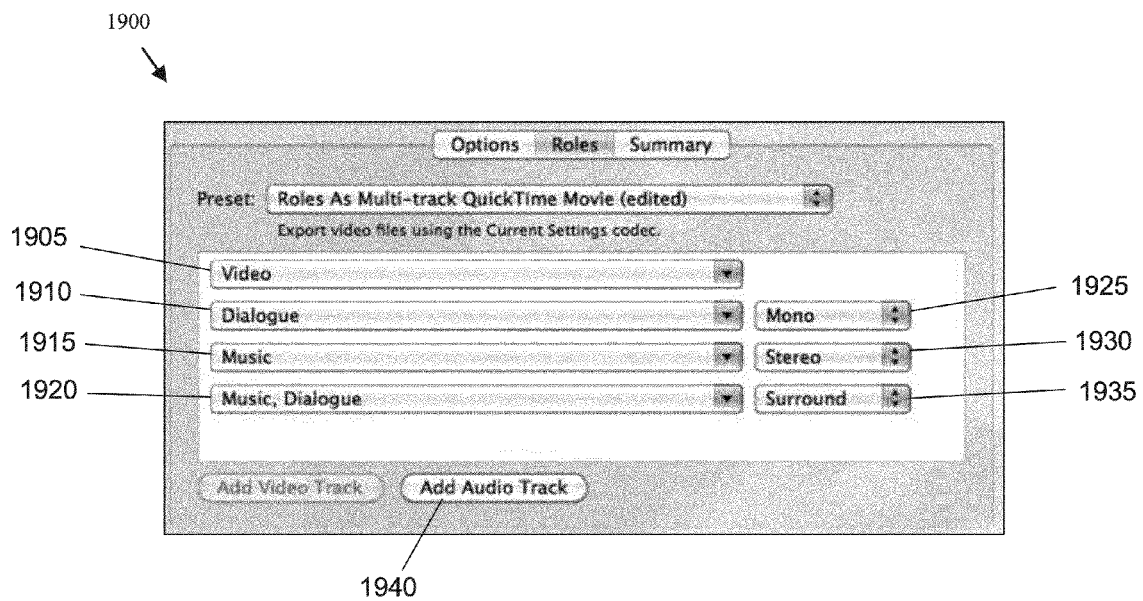 1900
Options Roles Summary
Preset: Roles As Multi-track QuickTime Movie (edited)
Export video files using the Current Settings codec.
1905
Video
1910
Dialogue
Mono
1925
1915
Music
Stereo
1930
1920
Music, Dialogue
Surround
1935
Add Video Track
Add Audio Track
1940